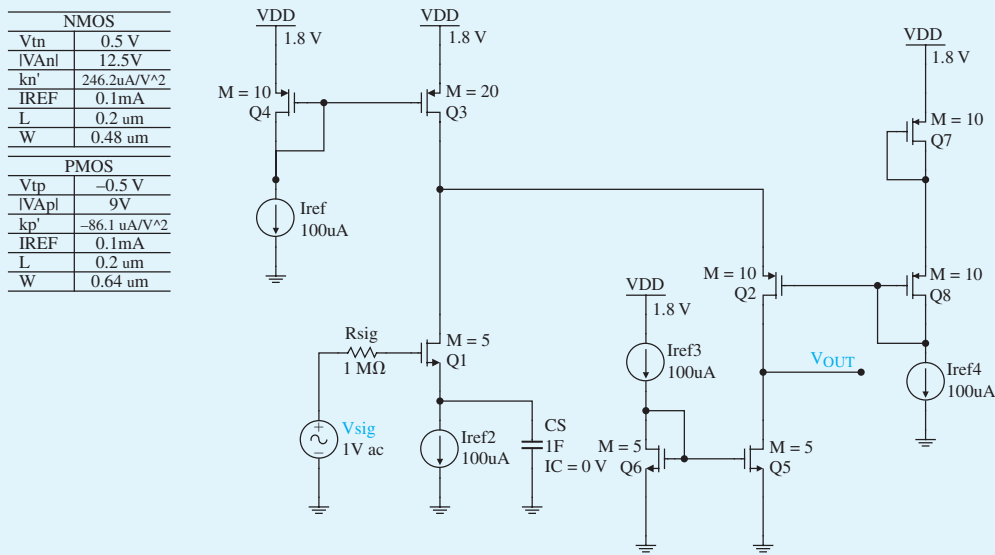 NMOS
Vtn 0.5 V
|VAn| 12.5V
kn' 246.2uA/V^2
IREF 0.1mA
L 0.2 um
W 0.48 um
PMOS
Vtp –0.5 V
|VAp| 9V
kp' –86.1 uA/V^2
IREF 0.1mA
L 0.2 um
W 0.64 um
VDD
1.8 V
M = 10
Q4
Iref
100uA
VDD
1.8 V
M = 20
Q3
Rsig
1 MΩ
M = 5
Q1
Vsig
1V ac
Iref2
100uA
CS
1F
IC = 0 V
VDD
1.8 V
Iref3
100uA
M = 5
Q6
M = 10
Q2
VOUT
M = 5
Q5
VDD
1.8 V
M = 10
Q7
M = 10
Q8
Iref4
100uA